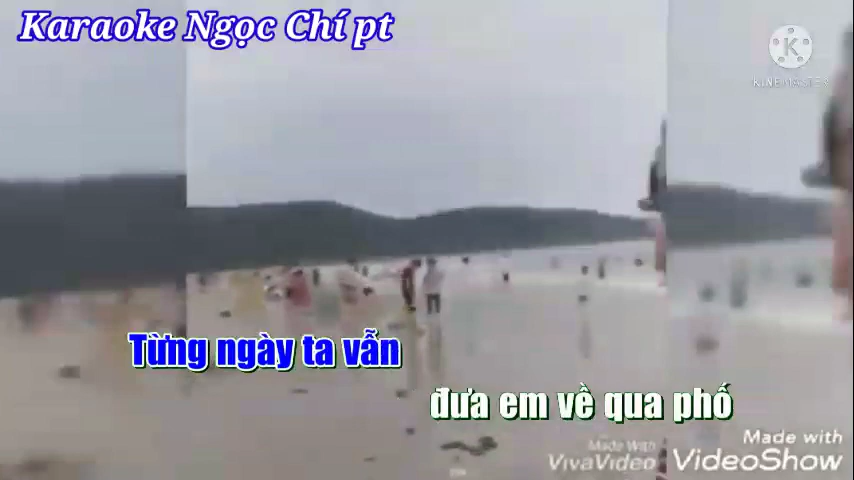 Karaoke Ngọc Chí pt
KINEMASTER
Từng ngày ta vẫn
đưa em về qua phố
Made With
VivaVideo
Made with
VideoShow